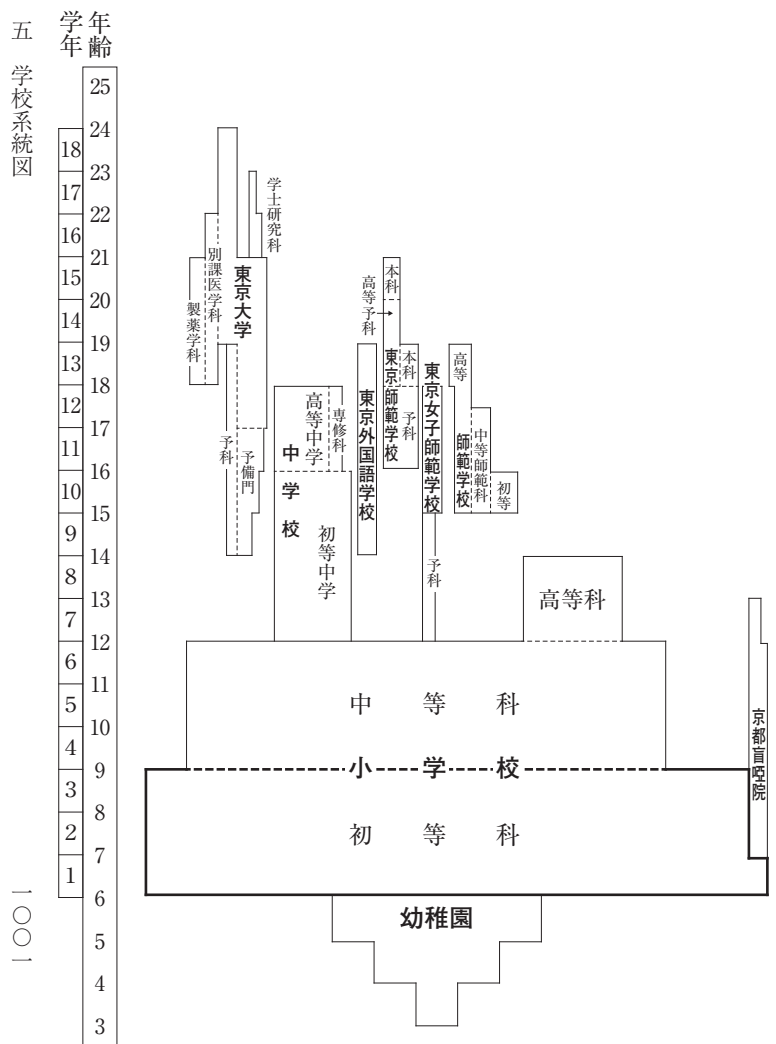 五　学校系統図
一〇〇一
学年
年齢
25
24
23
22
21
20
19
18
17
16
15
14
13
12
11
10
9
8
7
6
5
4
3
18
17
16
15
14
13
12
11
10
9
8
7
6
5
4
3
2
1
学士研究科
東京大学
別課医学科
製薬学科
予科
予備門
高等中学
専修科
中学校
初等中学
東京外国語学校
高等予科→
本科
東京師範学校
本科
予科
東京女子師範学校
予科
高等
師範学校
中等師範科
初等
高等科
中等科
小学校
初等科
京都盲啞院
幼稚園